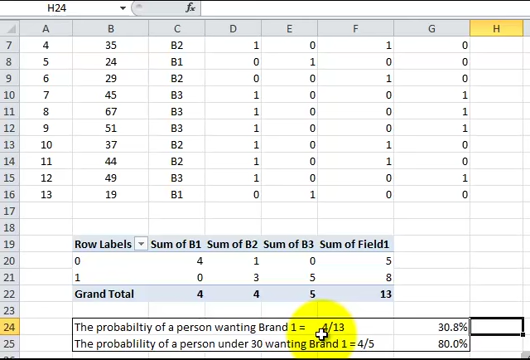 H24 fx
A B C D E F G H
7 4 35 B2 1 0 1 0
8 5 24 B1 0 1 0 0
9 6 29 B2 0 0 1 0
10 7 45 B3 1 0 0 1
11 8 67 B3 1 0 0 1
12 9 51 B3 1 0 0 1
13 10 37 B2 1 0 1 0
14 11 44 B2 1 0 1 0
15 12 49 B3 1 0 0 1
16 13 19 B1 0 1 0 0
17
18
19 Row Labels Sum of B1 Sum of B2 Sum of B3 Sum of Field1
20 0 4 1 0 5
21 1 0 3 5 8
22 Grand Total 4 4 5 13
23
24 The probabiltiy of a person wanting Brand 1 = 4/13 30.8%
25 The probablility of a person under 30 wanting Brand 1 = 4/5 80.0%